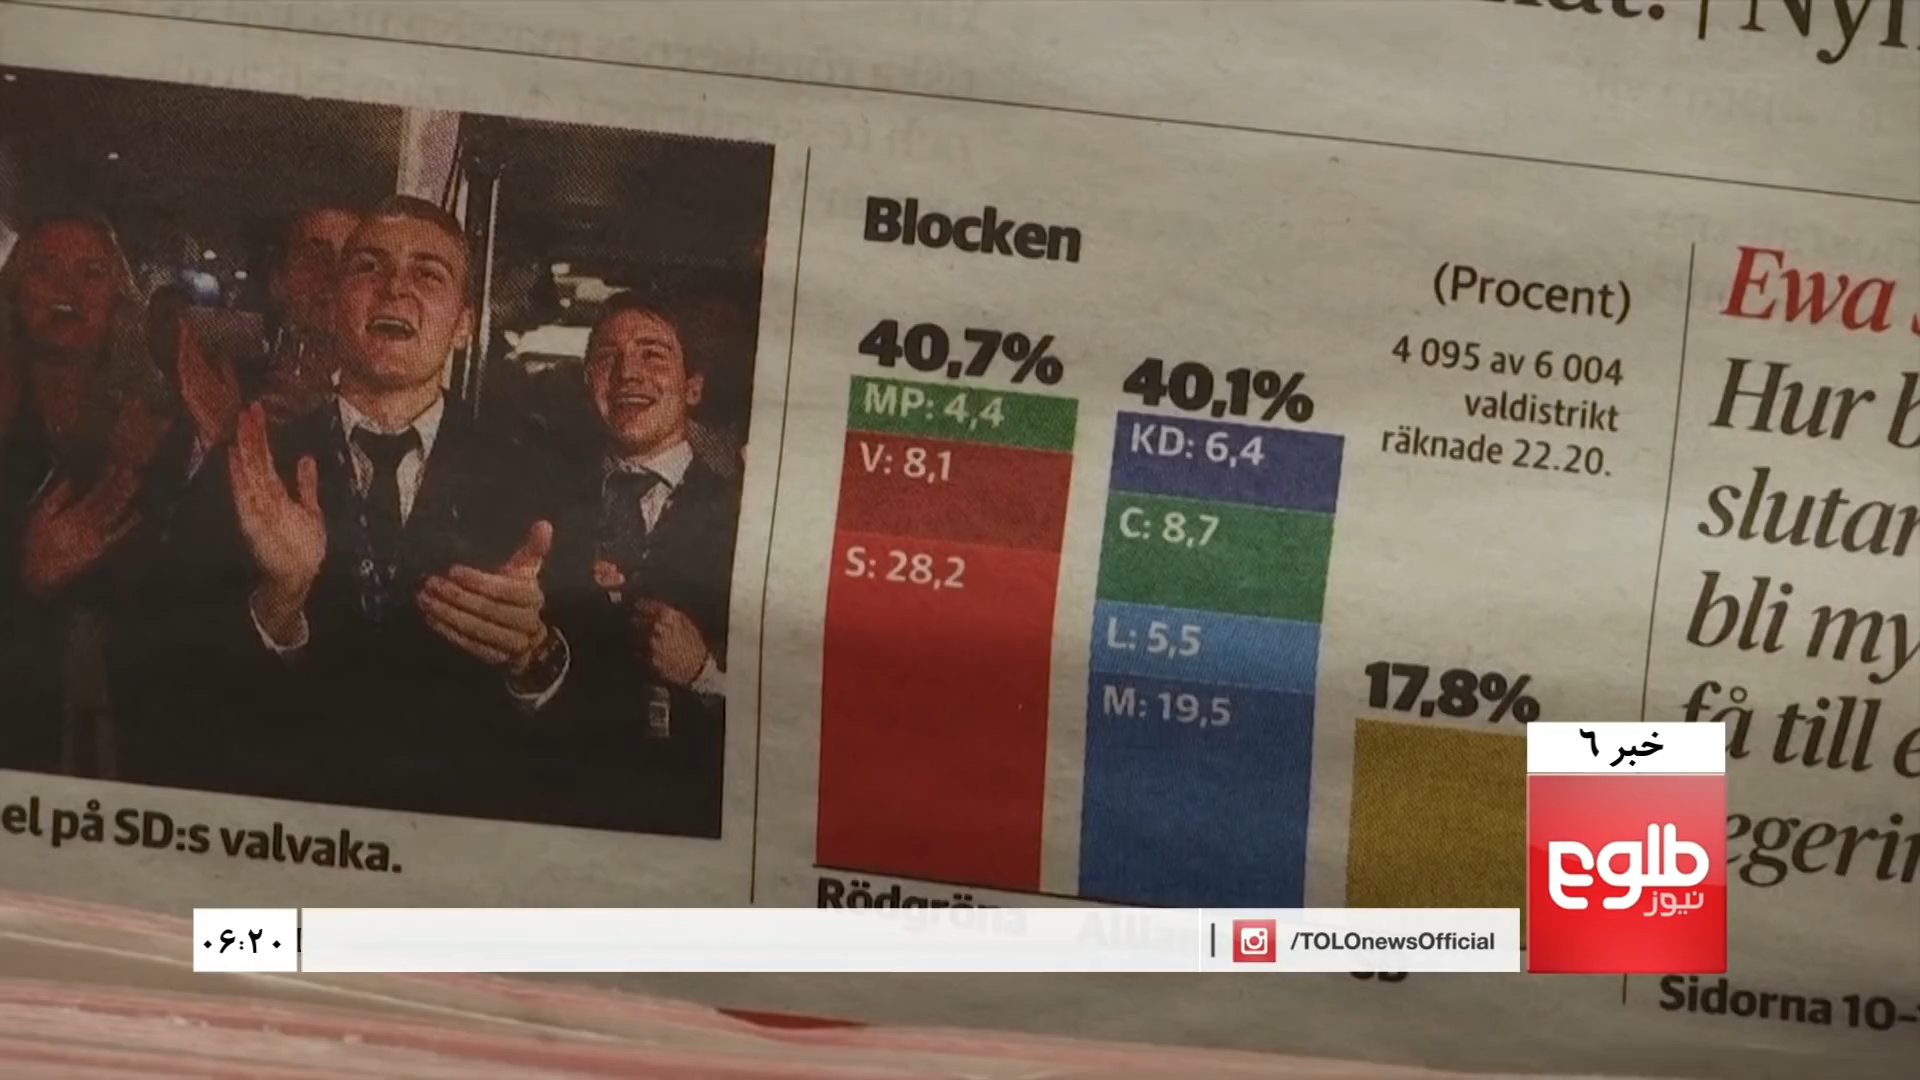 Blocken
(Procent)
40,7%
MP: 4,4
V: 8,1
S: 28,2
Rödgröna
40,1%
KD: 6,4
C: 8,7
L: 5,5
M: 19,5
17,8%
SD
4 095 av 6 004
valdistrikt
räknade 22.20.
el på SD:s valvaka.
Ewa
Hur b
slutar
bli my
få till e
egerin
Sidorna 10-
خبر ٦
طلوع
نیوز
۰۶:۲۰
/TOLOnewsOfficial